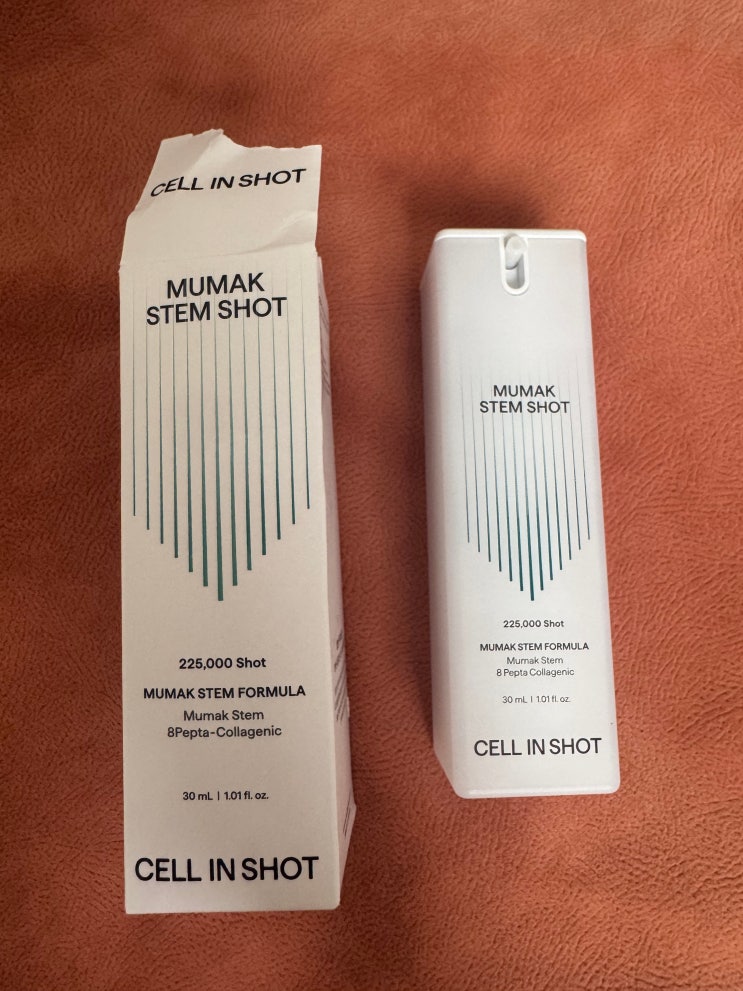 CELL IN SHOT
MUMAK
STEM SHOT
225,000 Shot
MUMAK STEM FORMULA
Mumak Stem
8Pepta-Collagenic
30 mL | 1.01 fl. oz.
CELL IN SHOT
MUMAK
STEM SHOT
225,000 Shot
MUMAK STEM FORMULA
Mumak Stem
8 Pepta Collagenic
30 mL | 1.01 fl. oz.
CELL IN SHOT